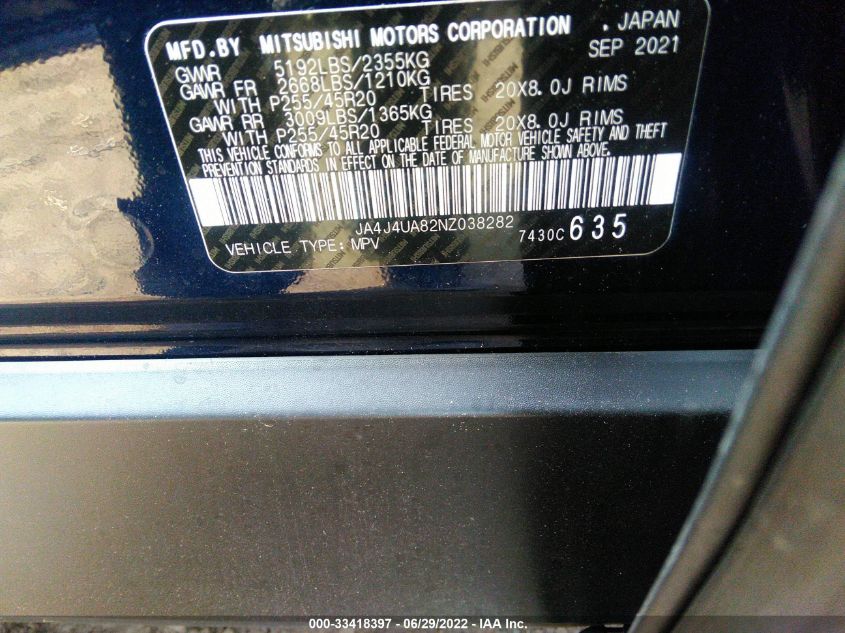 MFD.BY MITSUBISHI MOTORS CORPORATION , JAPAN
SEP 2021
GVWR 5192LBS/2355KG
GAWR FR 2668LBS/1210KG
WITH P255/45R20 TIRES 20X8.0J RIMS
GAWR RR 3009LBS/1365KG
WITH P255/45R20 TIRES 20X8.0J RIMS
THIS VEHICLE CONFORMS TO ALL APPLICABLE FEDERAL MOTOR VEHICLE SAFETY AND THEFT
PREVENTION STANDARDS IN EFFECT ON THE DATE OF MANUFACTURE SHOWN ABOVE.
JA4J4UA82NZ038282
VEHICLE TYPE: MPV 7430C 635
000-33418397 - 06/29/2022 - IAA Inc.